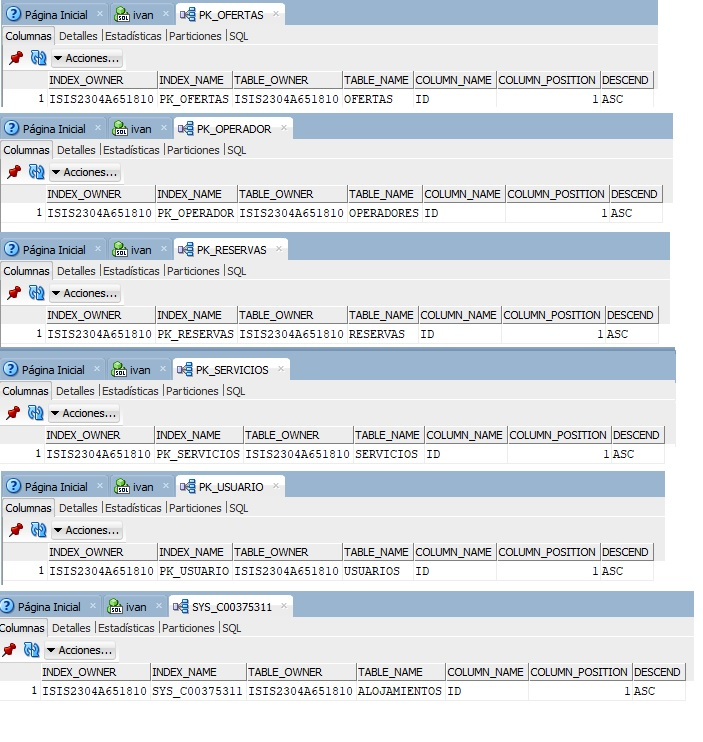 Página Inicial ivan PK_OFERTAS
Columnas Detalles Estadísticas Particiones SQL
Acciones...
INDEX_OWNER INDEX_NAME TABLE_OWNER TABLE_NAME COLUMN_NAME COLUMN_POSITION DESCEND
1 ISIS2304A651810 PK_OFERTAS ISIS2304A651810 OFERTAS ID 1 ASC
Página Inicial ivan PK_OPERADOR
Columnas Detalles Estadísticas Particiones SQL
Acciones...
INDEX_OWNER INDEX_NAME TABLE_OWNER TABLE_NAME COLUMN_NAME COLUMN_POSITION DESCEND
1 ISIS2304A651810 PK_OPERADOR ISIS2304A651810 OPERADORES ID 1 ASC
Página Inicial ivan PK_RESERVAS
Columnas Detalles Estadísticas Particiones SQL
Acciones...
INDEX_OWNER INDEX_NAME TABLE_OWNER TABLE_NAME COLUMN_NAME COLUMN_POSITION DESCEND
1 ISIS2304A651810 PK_RESERVAS ISIS2304A651810 RESERVAS ID 1 ASC
Página Inicial ivan PK_SERVICIOS
Columnas Detalles Estadísticas Particiones SQL
Acciones...
INDEX_OWNER INDEX_NAME TABLE_OWNER TABLE_NAME COLUMN_NAME COLUMN_POSITION DESCEND
1 ISIS2304A651810 PK_SERVICIOS ISIS2304A651810 SERVICIOS ID 1 ASC
Página Inicial ivan PK_USUARIO
Columnas Detalles Estadísticas Particiones SQL
Acciones...
INDEX_OWNER INDEX_NAME TABLE_OWNER TABLE_NAME COLUMN_NAME COLUMN_POSITION DESCEND
1 ISIS2304A651810 PK_USUARIO ISIS2304A651810 USUARIOS ID 1 ASC
Página Inicial ivan SYS_C00375311
Columnas Detalles Estadísticas Particiones SQL
Acciones...
INDEX_OWNER INDEX_NAME TABLE_OWNER TABLE_NAME COLUMN_NAME COLUMN_POSITION DESCEND
1 ISIS2304A651810 SYS_C00375311 ISIS2304A651810 ALOJAMIENTOS ID 1 ASC